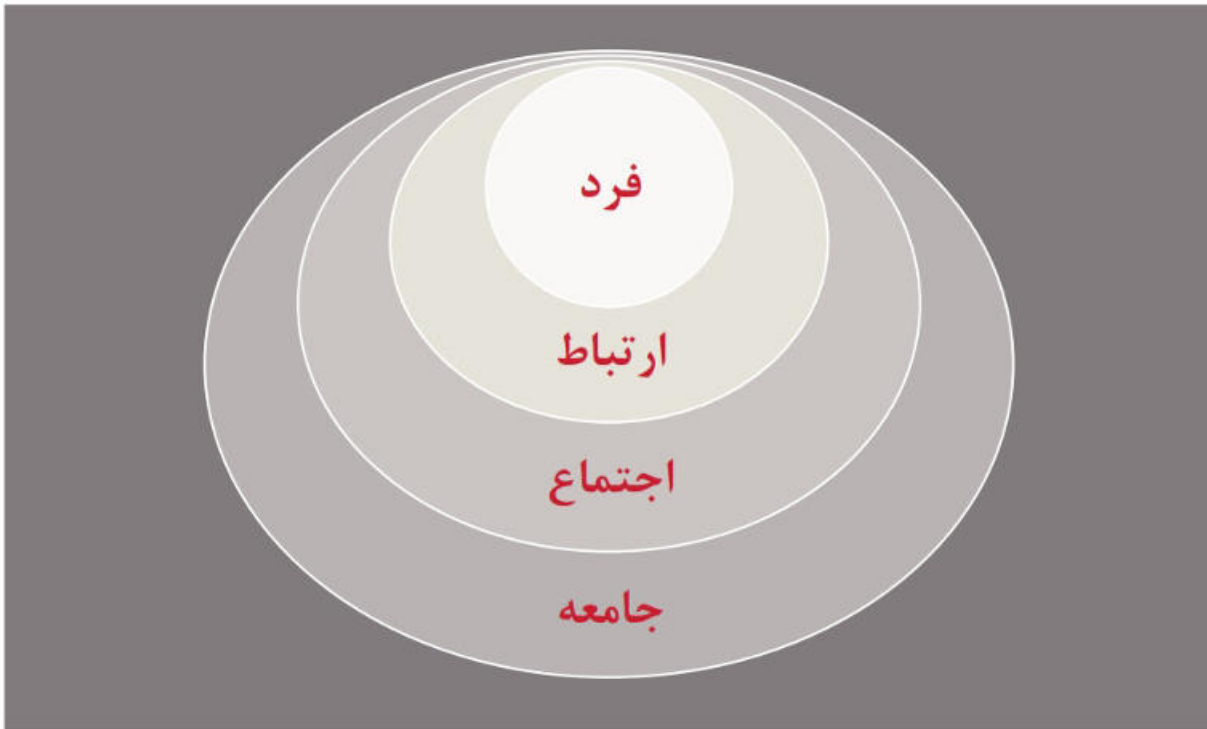 فرد
ارتباط
اجتماع
جامعه